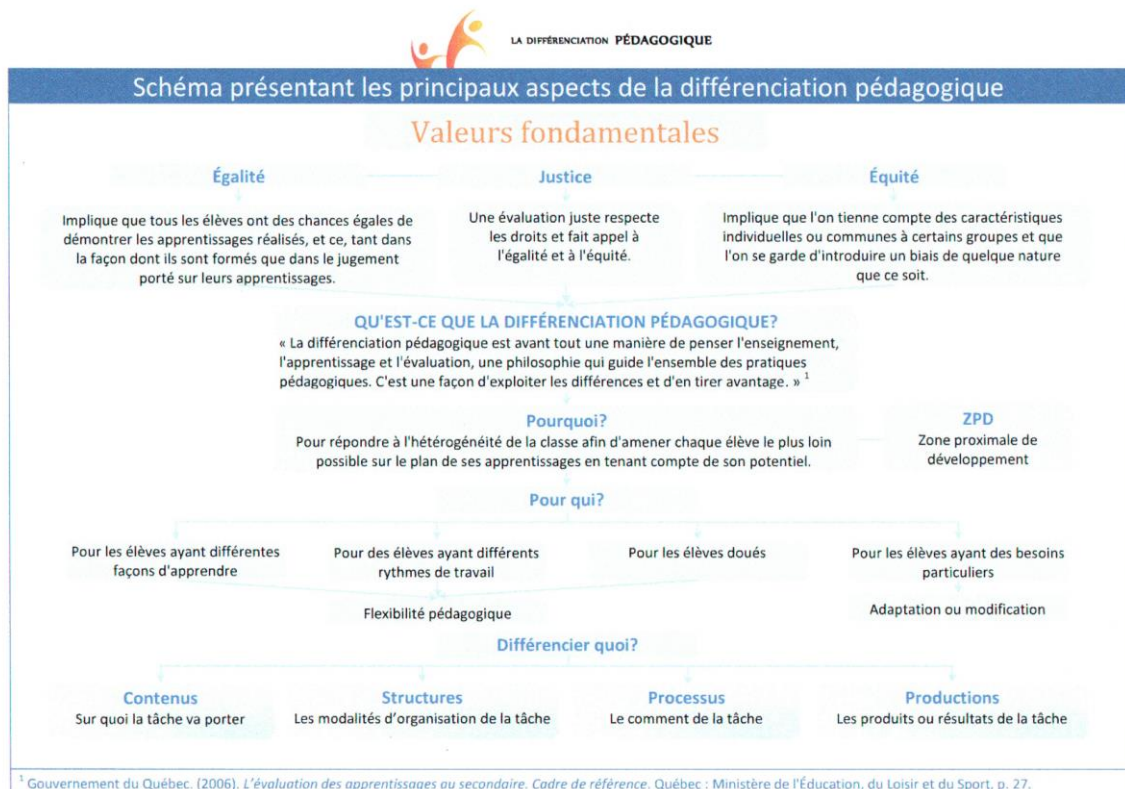 LA DIFFÉRENCIATION PÉDAGOGIQUE
Schéma présentant les principaux aspects de la différenciation pédagogique
Valeurs fondamentales
Égalité
Justice
Équité
Implique que tous les élèves ont des chances égales de
démontrer les apprentissages réalisés, et ce, tant dans
la façon dont ils sont formés que dans le jugement
porté sur leurs apprentissages.
Une évaluation juste respecte
les droits et fait appel à
l'égalité et à l'équité.
Implique que l'on tienne compte des caractéristiques
individuelles ou communes à certains groupes et que
l'on se garde d'introduire un biais de quelque nature
que ce soit.
QU'EST-CE QUE LA DIFFÉRENCIATION PÉDAGOGIQUE?
« La différenciation pédagogique est avant tout une manière de penser l'enseignement,
l'apprentissage et l'évaluation, une philosophie qui guide l'ensemble des pratiques
pédagogiques. C'est une façon d'exploiter les différences et d'en tirer avantage. » 1
Pourquoi?
Pour répondre à l'hétérogénéité de la classe afin d'amener chaque élève le plus loin
possible sur le plan de ses apprentissages en tenant compte de son potentiel.
ZPD
Zone proximale de
développement
Pour qui?
Pour les élèves ayant différentes
façons d'apprendre
Pour des élèves ayant différents
rythmes de travail
Pour les élèves doués
Pour les élèves ayant des besoins
particuliers
Flexibilité pédagogique
Adaptation ou modification
Différencier quoi?
Contenus
Sur quoi la tâche va porter
Structures
Les modalités d'organisation de la tâche
Processus
Le comment de la tâche
Productions
Les produits ou résultats de la tâche
1 Gouvernement du Québec. (2006). L'évaluation des apprentissages au secondaire. Cadre de référence. Québec : Ministère de l'Éducation, du Loisir et du Sport, p. 27.